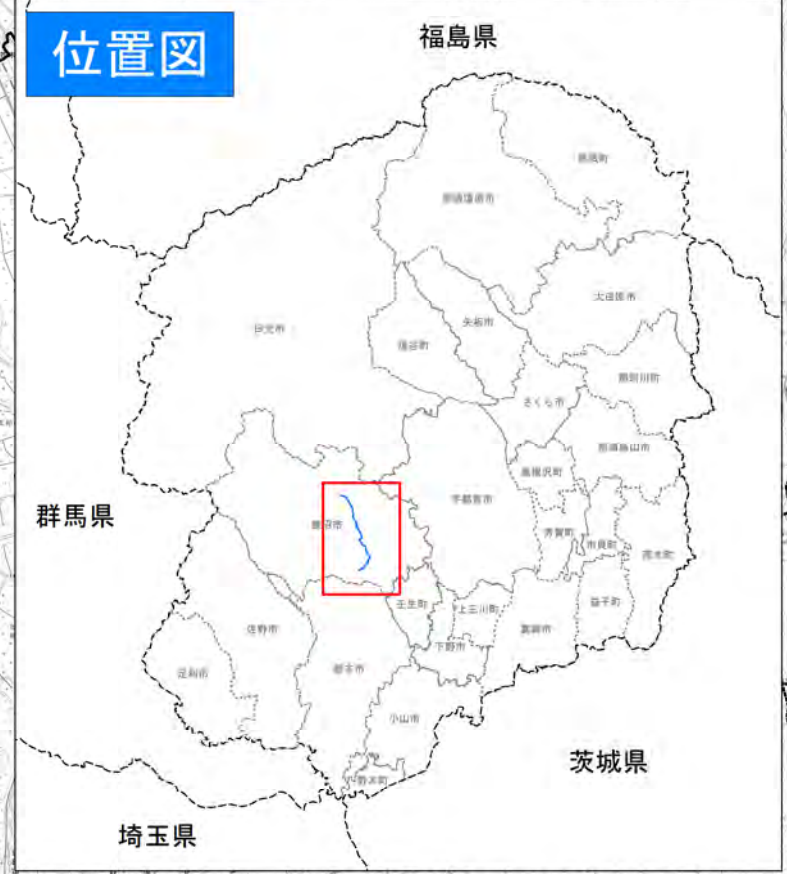 位置図
福島県
那須町
那須塩原市
大田原市
日光市
矢板市
塩谷町
那珂川町
さくら市
那須烏山市
高根沢町
宇都宮市
群馬県
鹿沼市
芳賀町
市貝町
茂木町
壬生町
上三川町
益子町
真岡市
佐野市
下野市
栃木市
足利市
小山市
茨城県
野木町
埼玉県